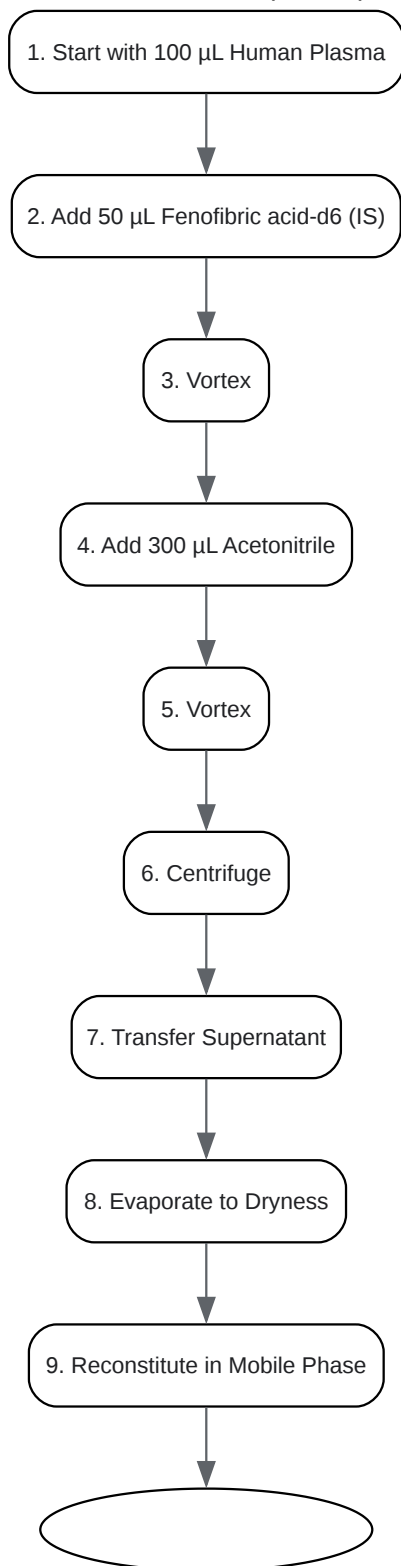 1. Start with 100 µL Human Plasma
2. Add 50 µL Fenofibric acid-d6 (IS)
3. Vortex
4. Add 300 µL Acetonitrile
5. Vortex
6. Centrifuge
7. Transfer Supernatant
8. Evaporate to Dryness
9. Reconstitute in Mobile Phase